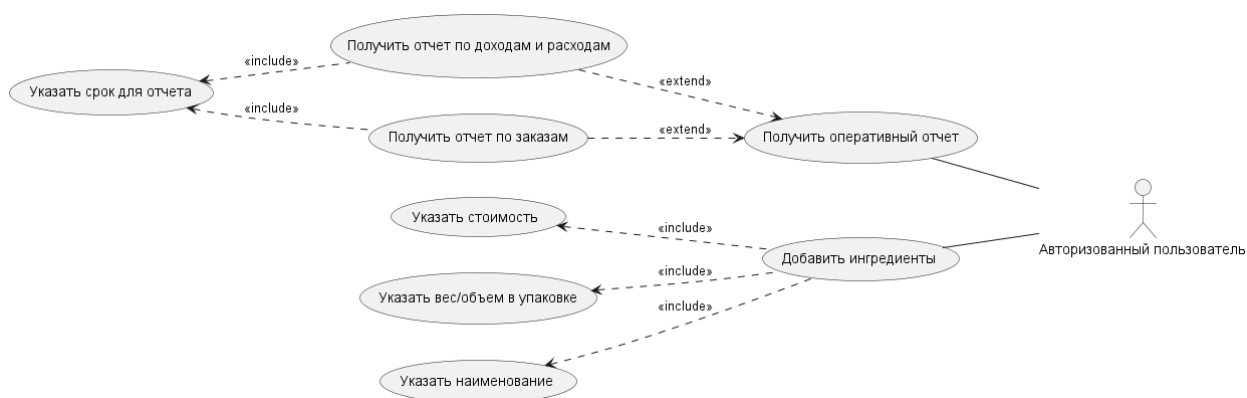 Получить отчет по доходам и расходам
«include»
«extend»
Указать срок для отчета
«include»
Получить отчет по заказам
«extend»
Получить оперативный отчет
Указать стоимость
«include»
Авторизованный пользователь
Добавить ингредиенты
«include»
Указать вес/объем в упаковке
«include»
Указать наименование